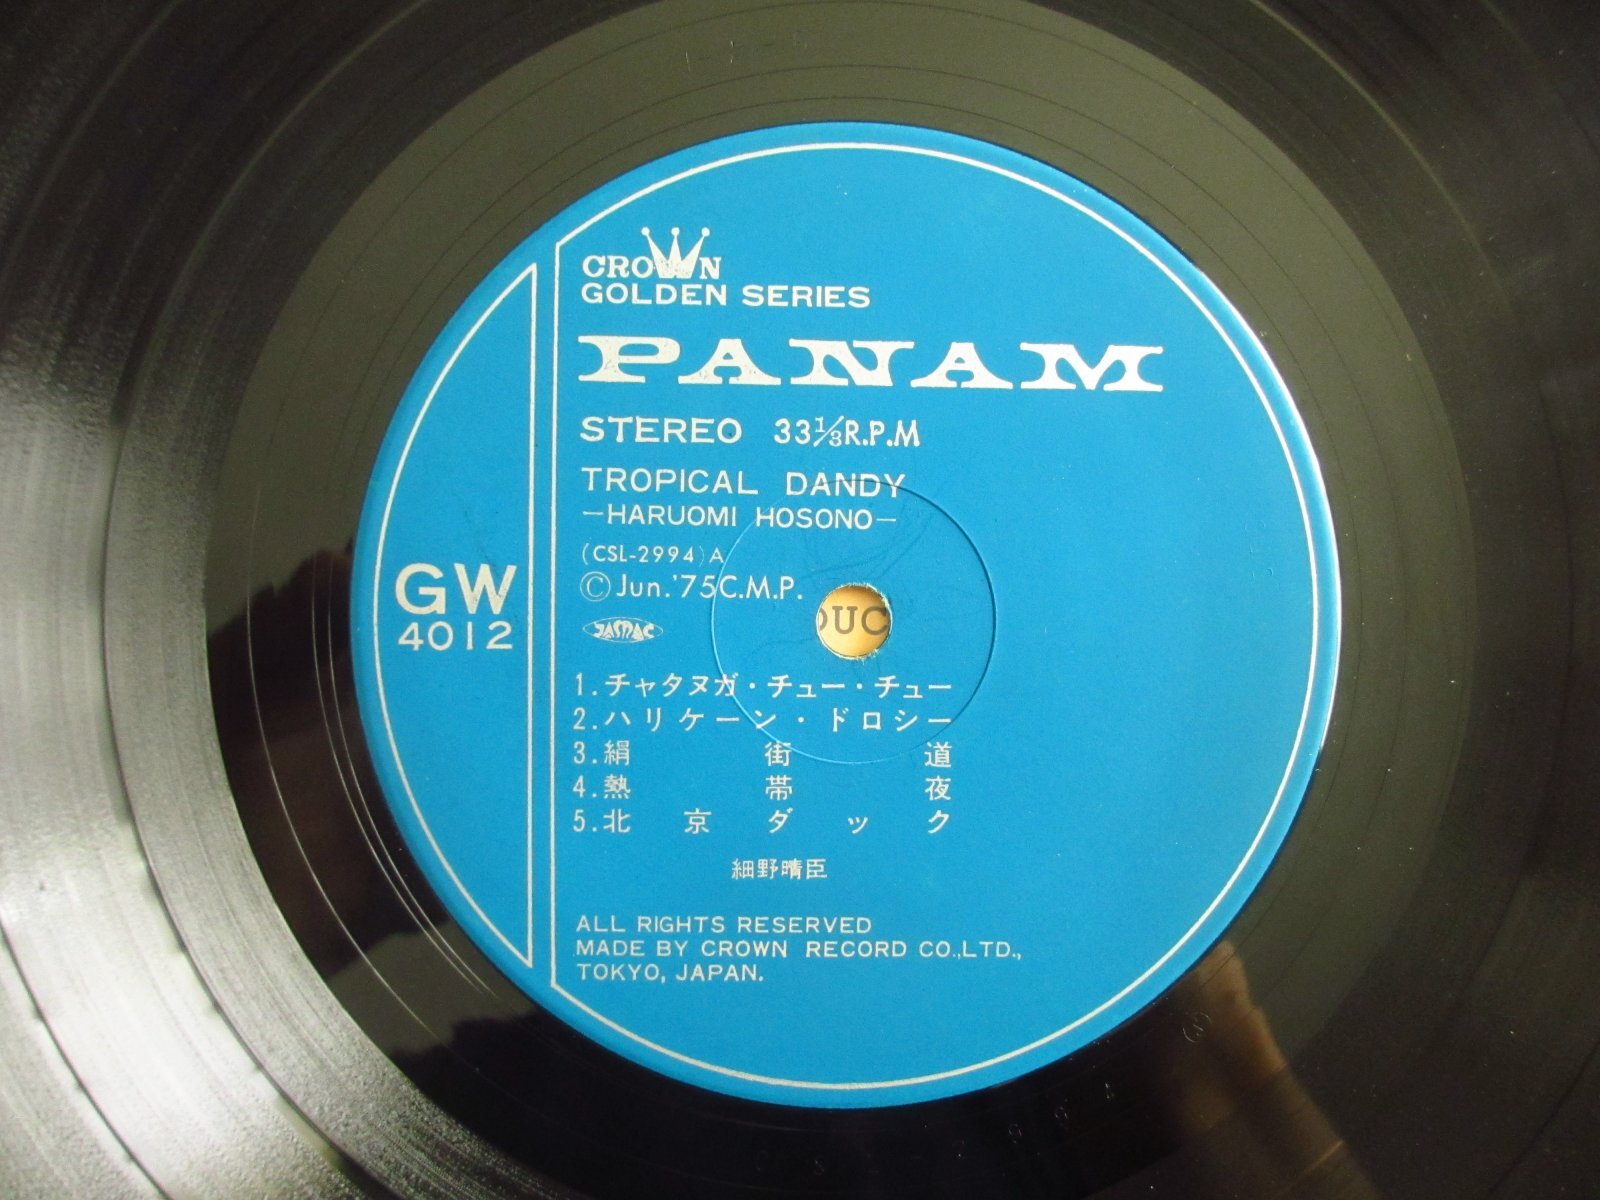 CROWN
GOLDEN SERIES
PANAM
STEREO 33⅓R.P.M
TROPICAL DANDY
−HARUOMI HOSONO−
(CSL-2994)A
©Jun.'75C.M.P.
JASRAC
GW
4012
DUC
1.チャタヌガ・チュー・チュー
2.ハリケーン・ドロシー
3.絹街道
4.熱帯夜
5.北京ダック
細野晴臣
ALL RIGHTS RESERVED
MADE BY CROWN RECORD CO.,LTD.,
TOKYO, JAPAN.